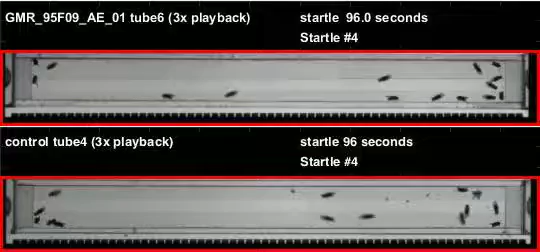 GMR_95F09_AE_01 tube6 (3x playback)
startle  96.0 seconds
Startle #4
control tube4 (3x playback)
startle 96 seconds
Startle #4